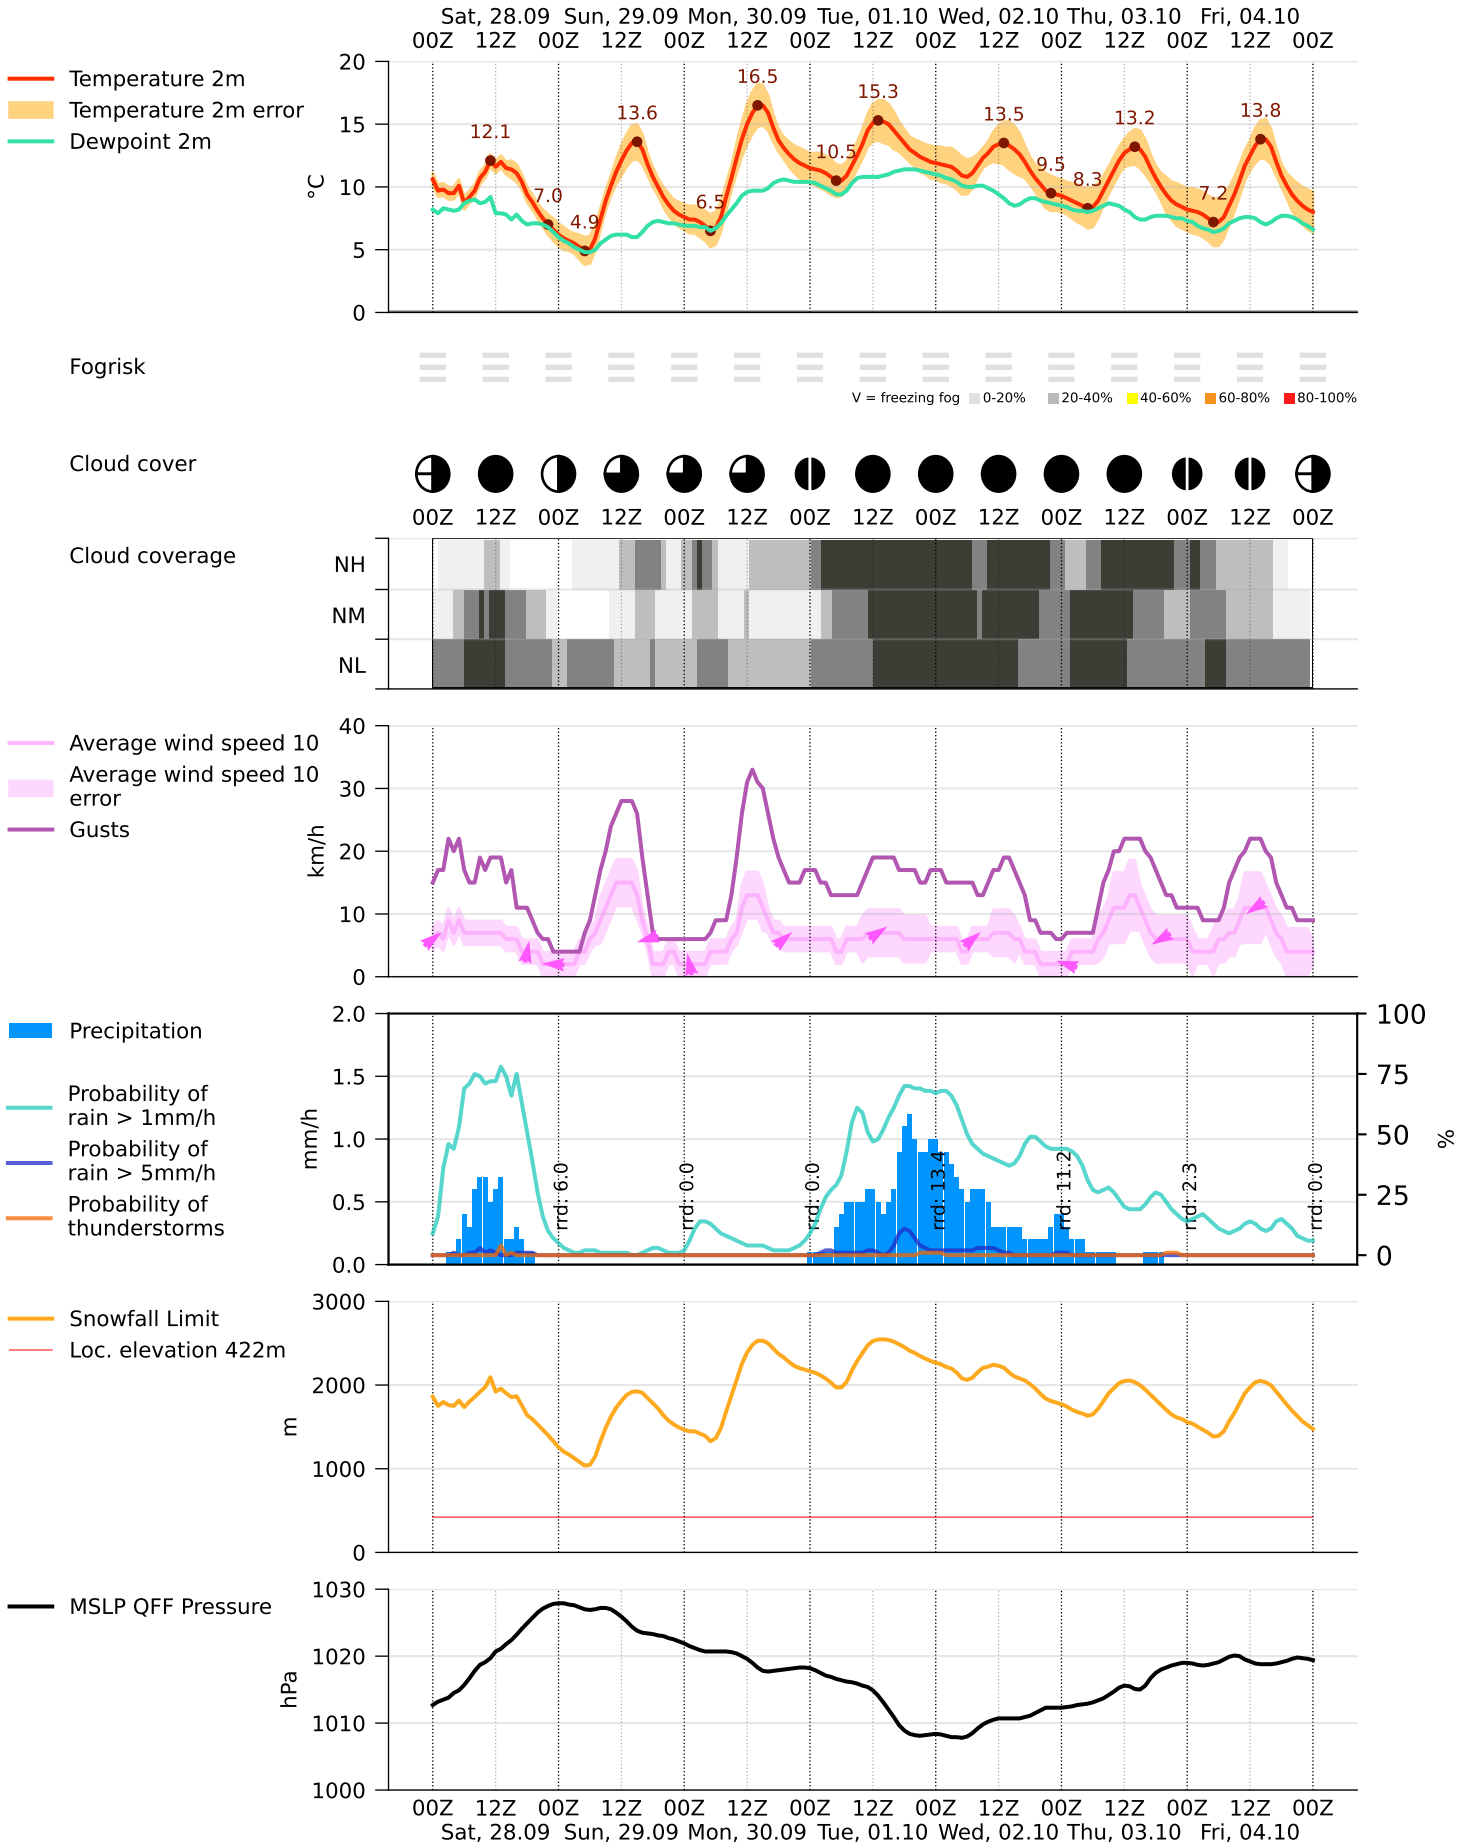 Sat, 28.09 Sun, 29.09 Mon, 30.09 Tue, 01.10 Wed, 02.10 Thu, 03.10 Fri, 04.10
00Z 12Z 00Z 12Z 00Z 12Z 00Z 12Z 00Z 12Z 00Z 12Z 00Z 12Z 00Z
Temperature 2m
Temperature 2m error
Dewpoint 2m
°C
20
15
10
5
0
12.1
7.0
4.9
13.6
6.5
16.5
10.5
15.3
13.5
9.5
8.3
13.2
7.2
13.8
Fogrisk
V = freezing fog 0-20% 20-40% 40-60% 60-80% 80-100%
Cloud cover
00Z 12Z 00Z 12Z 00Z 12Z 00Z 12Z 00Z 12Z 00Z 12Z 00Z 12Z 00Z
Cloud coverage
NH
NM
NL
Average wind speed 10
Average wind speed 10
error
Gusts
km/h
40
30
20
10
0
Precipitation
Probability of
rain > 1mm/h
Probability of
rain > 5mm/h
Probability of
thunderstorms
mm/h
2.0
1.5
1.0
0.5
0.0
rrd: 6.0
rrd: 0.0
rrd: 0.0
rrd: 13.4
rrd: 11.2
rrd: 2.3
rrd: 0.0
100
75
50
25
0
%
Snowfall Limit
Loc. elevation 422m
m
3000
2000
1000
0
MSLP QFF Pressure
hPa
1030
1020
1010
1000
00Z 12Z 00Z 12Z 00Z 12Z 00Z 12Z 00Z 12Z 00Z 12Z 00Z 12Z 00Z
Sat, 28.09 Sun, 29.09 Mon, 30.09 Tue, 01.10 Wed, 02.10 Thu, 03.10 Fri, 04.10